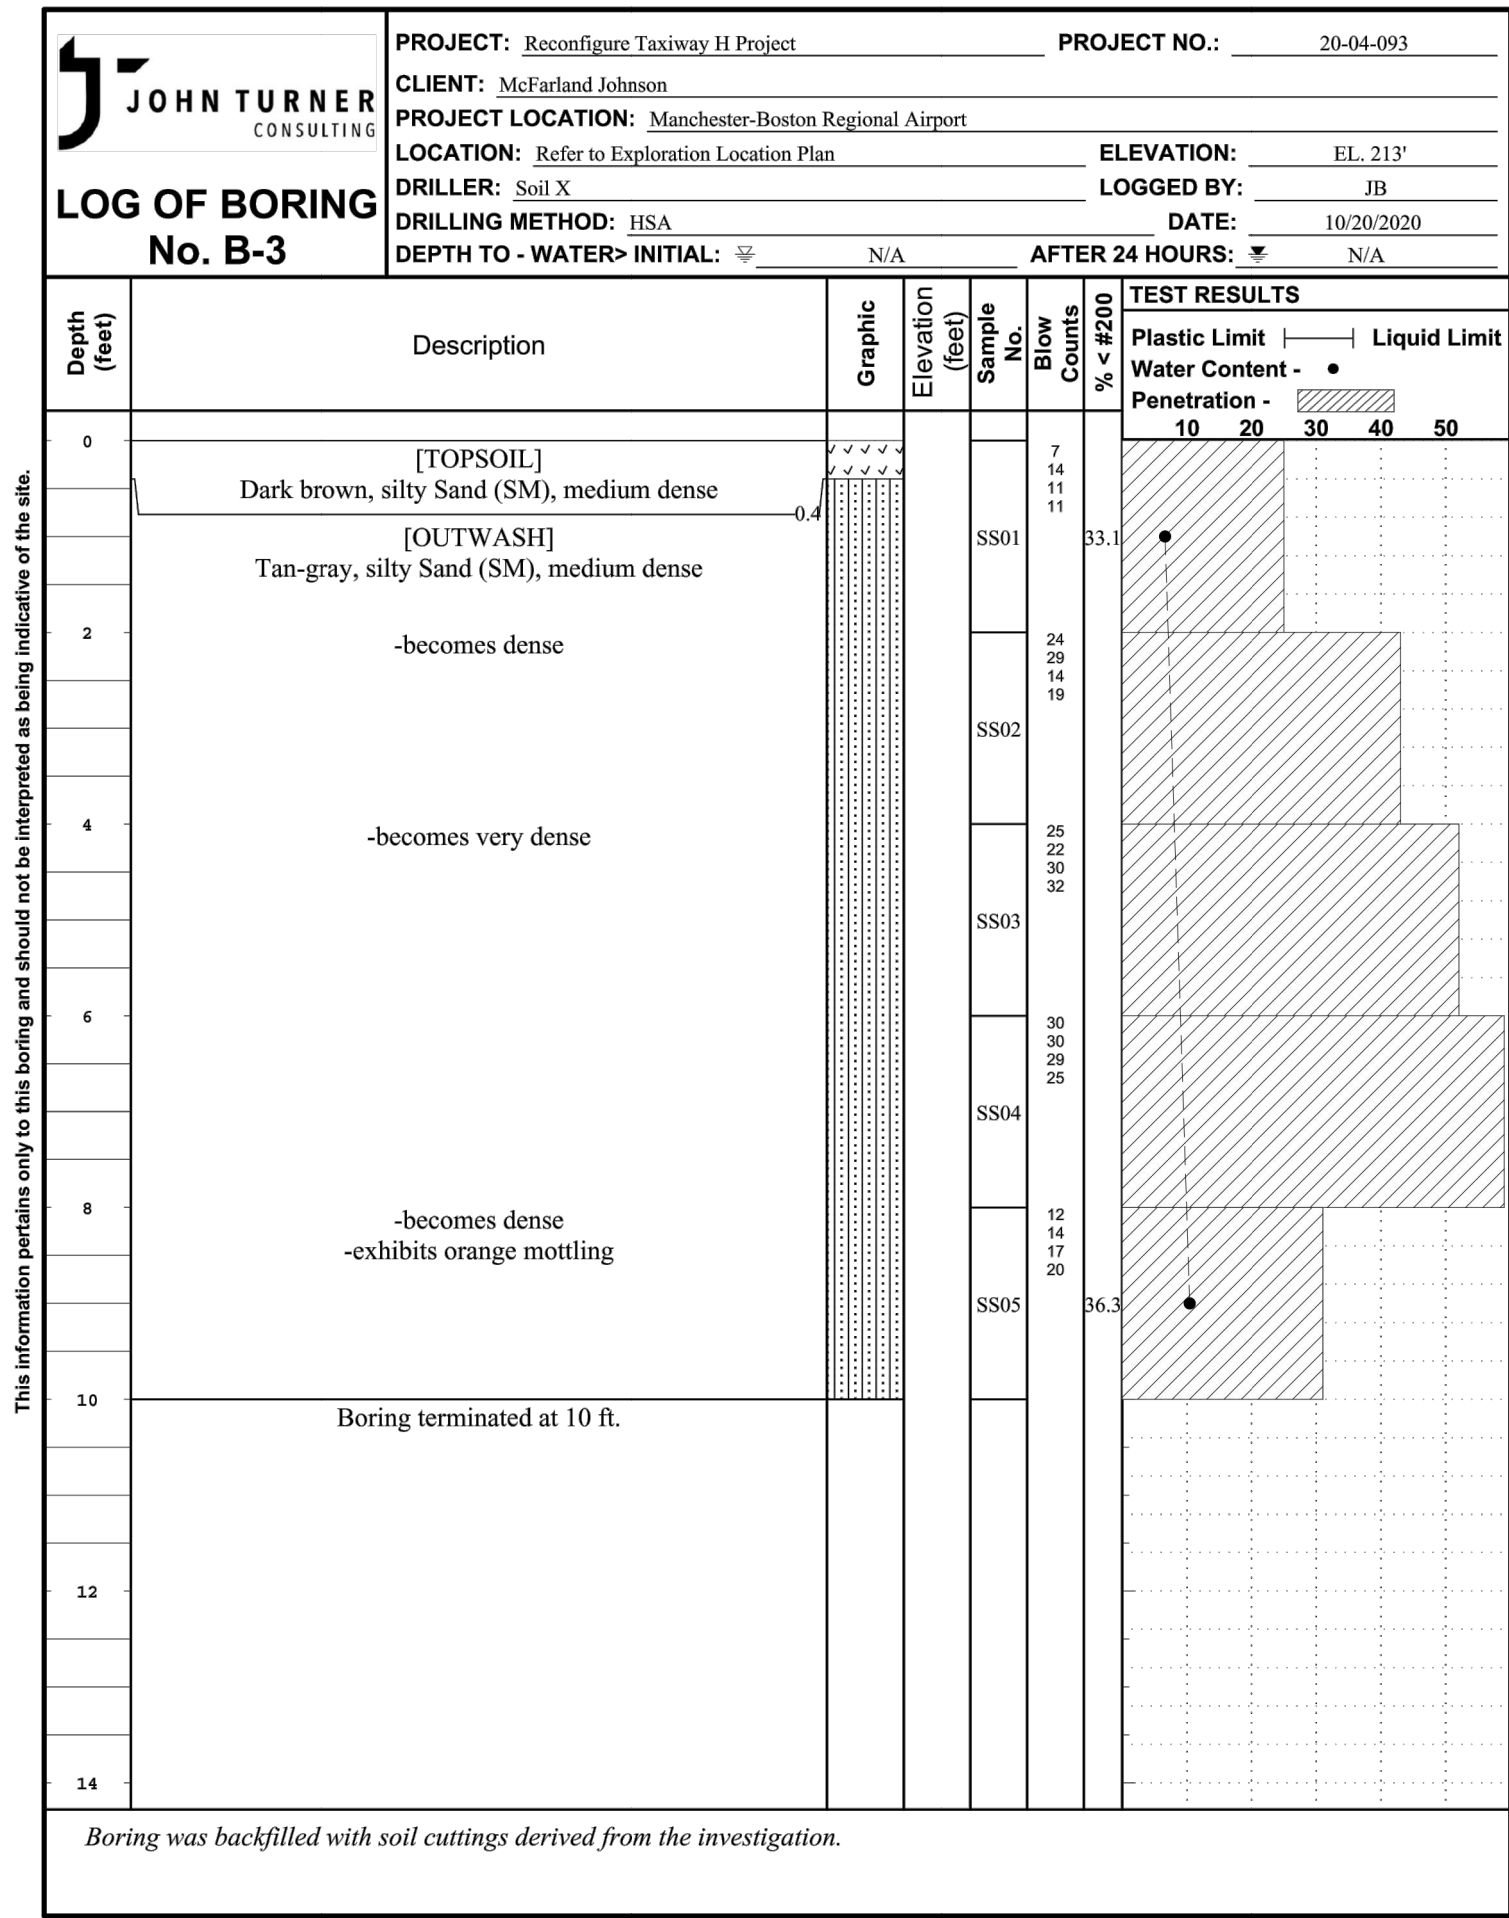 JOHN TURNER
CONSULTING
LOG OF BORING
No. B-3
PROJECT: Reconfigure Taxiway H Project PROJECT NO.: 20-04-093
CLIENT: McFarland Johnson
PROJECT LOCATION: Manchester-Boston Regional Airport
LOCATION: Refer to Exploration Location Plan ELEVATION: EL. 213'
DRILLER: Soil X LOGGED BY: JB
DRILLING METHOD: HSA DATE: 10/20/2020
DEPTH TO - WATER> INITIAL: N/A AFTER 24 HOURS: N/A
Depth
(feet)
Description
Graphic
Elevation
(feet)
Sample
No.
Blow
Counts
% < #200
TEST RESULTS
Plastic Limit Liquid Limit
Water Content -
Penetration -
10 20 30 40 50
0
[TOPSOIL]
Dark brown, silty Sand (SM), medium dense
0.4
[OUTWASH]
Tan-gray, silty Sand (SM), medium dense
7
14
11
11
SS01 33.1
2
-becomes dense
24
29
14
19
SS02
4
-becomes very dense
25
22
30
32
SS03
6
30
30
29
25
SS04
8
-becomes dense
-exhibits orange mottling
12
14
17
20
SS05 36.3
10
Boring terminated at 10 ft.
12
14
Boring was backfilled with soil cuttings derived from the investigation.
This information pertains only to this boring and should not be interpreted as being indicative of the site.